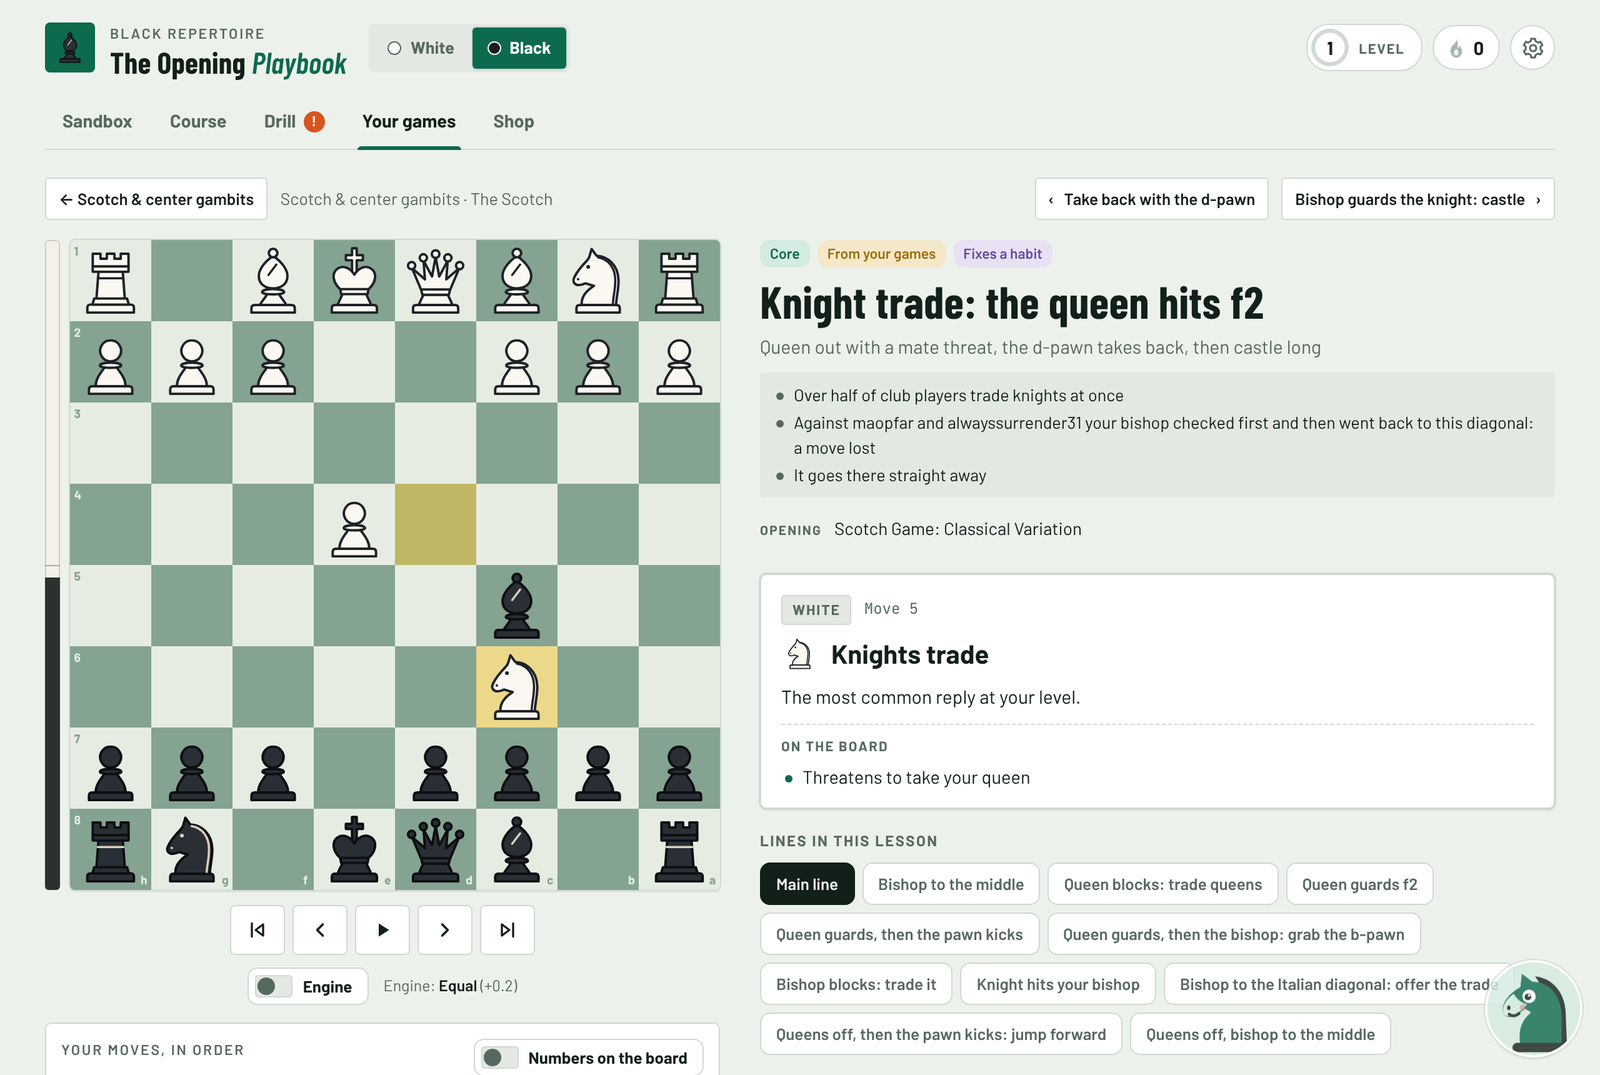 BLACK REPERTOIRE
The Opening Playbook
White
Black
1 LEVEL
0
Sandbox
Course
Drill !
Your games
Shop
← Scotch & center gambits
Scotch & center gambits · The Scotch
‹ Take back with the d-pawn
Bishop guards the knight: castle ›
1
2
3
4
5
6
7
8
h
g
f
e
d
c
b
a
Engine
Engine: Equal (+0.2)
YOUR MOVES, IN ORDER
Numbers on the board
Core
From your games
Fixes a habit
Knight trade: the queen hits f2
Queen out with a mate threat, the d-pawn takes back, then castle long
Over half of club players trade knights at once
Against maopfar and alwayssurrender31 your bishop checked first and then went back to this diagonal:
a move lost
It goes there straight away
OPENING Scotch Game: Classical Variation
WHITE Move 5
Knights trade
The most common reply at your level.
ON THE BOARD
Threatens to take your queen
LINES IN THIS LESSON
Main line
Bishop to the middle
Queen blocks: trade queens
Queen guards f2
Queen guards, then the pawn kicks
Queen guards, then the bishop: grab the b-pawn
Bishop blocks: trade it
Knight hits your bishop
Bishop to the Italian diagonal: offer the trade
Queens off, then the pawn kicks: jump forward
Queens off, bishop to the middle